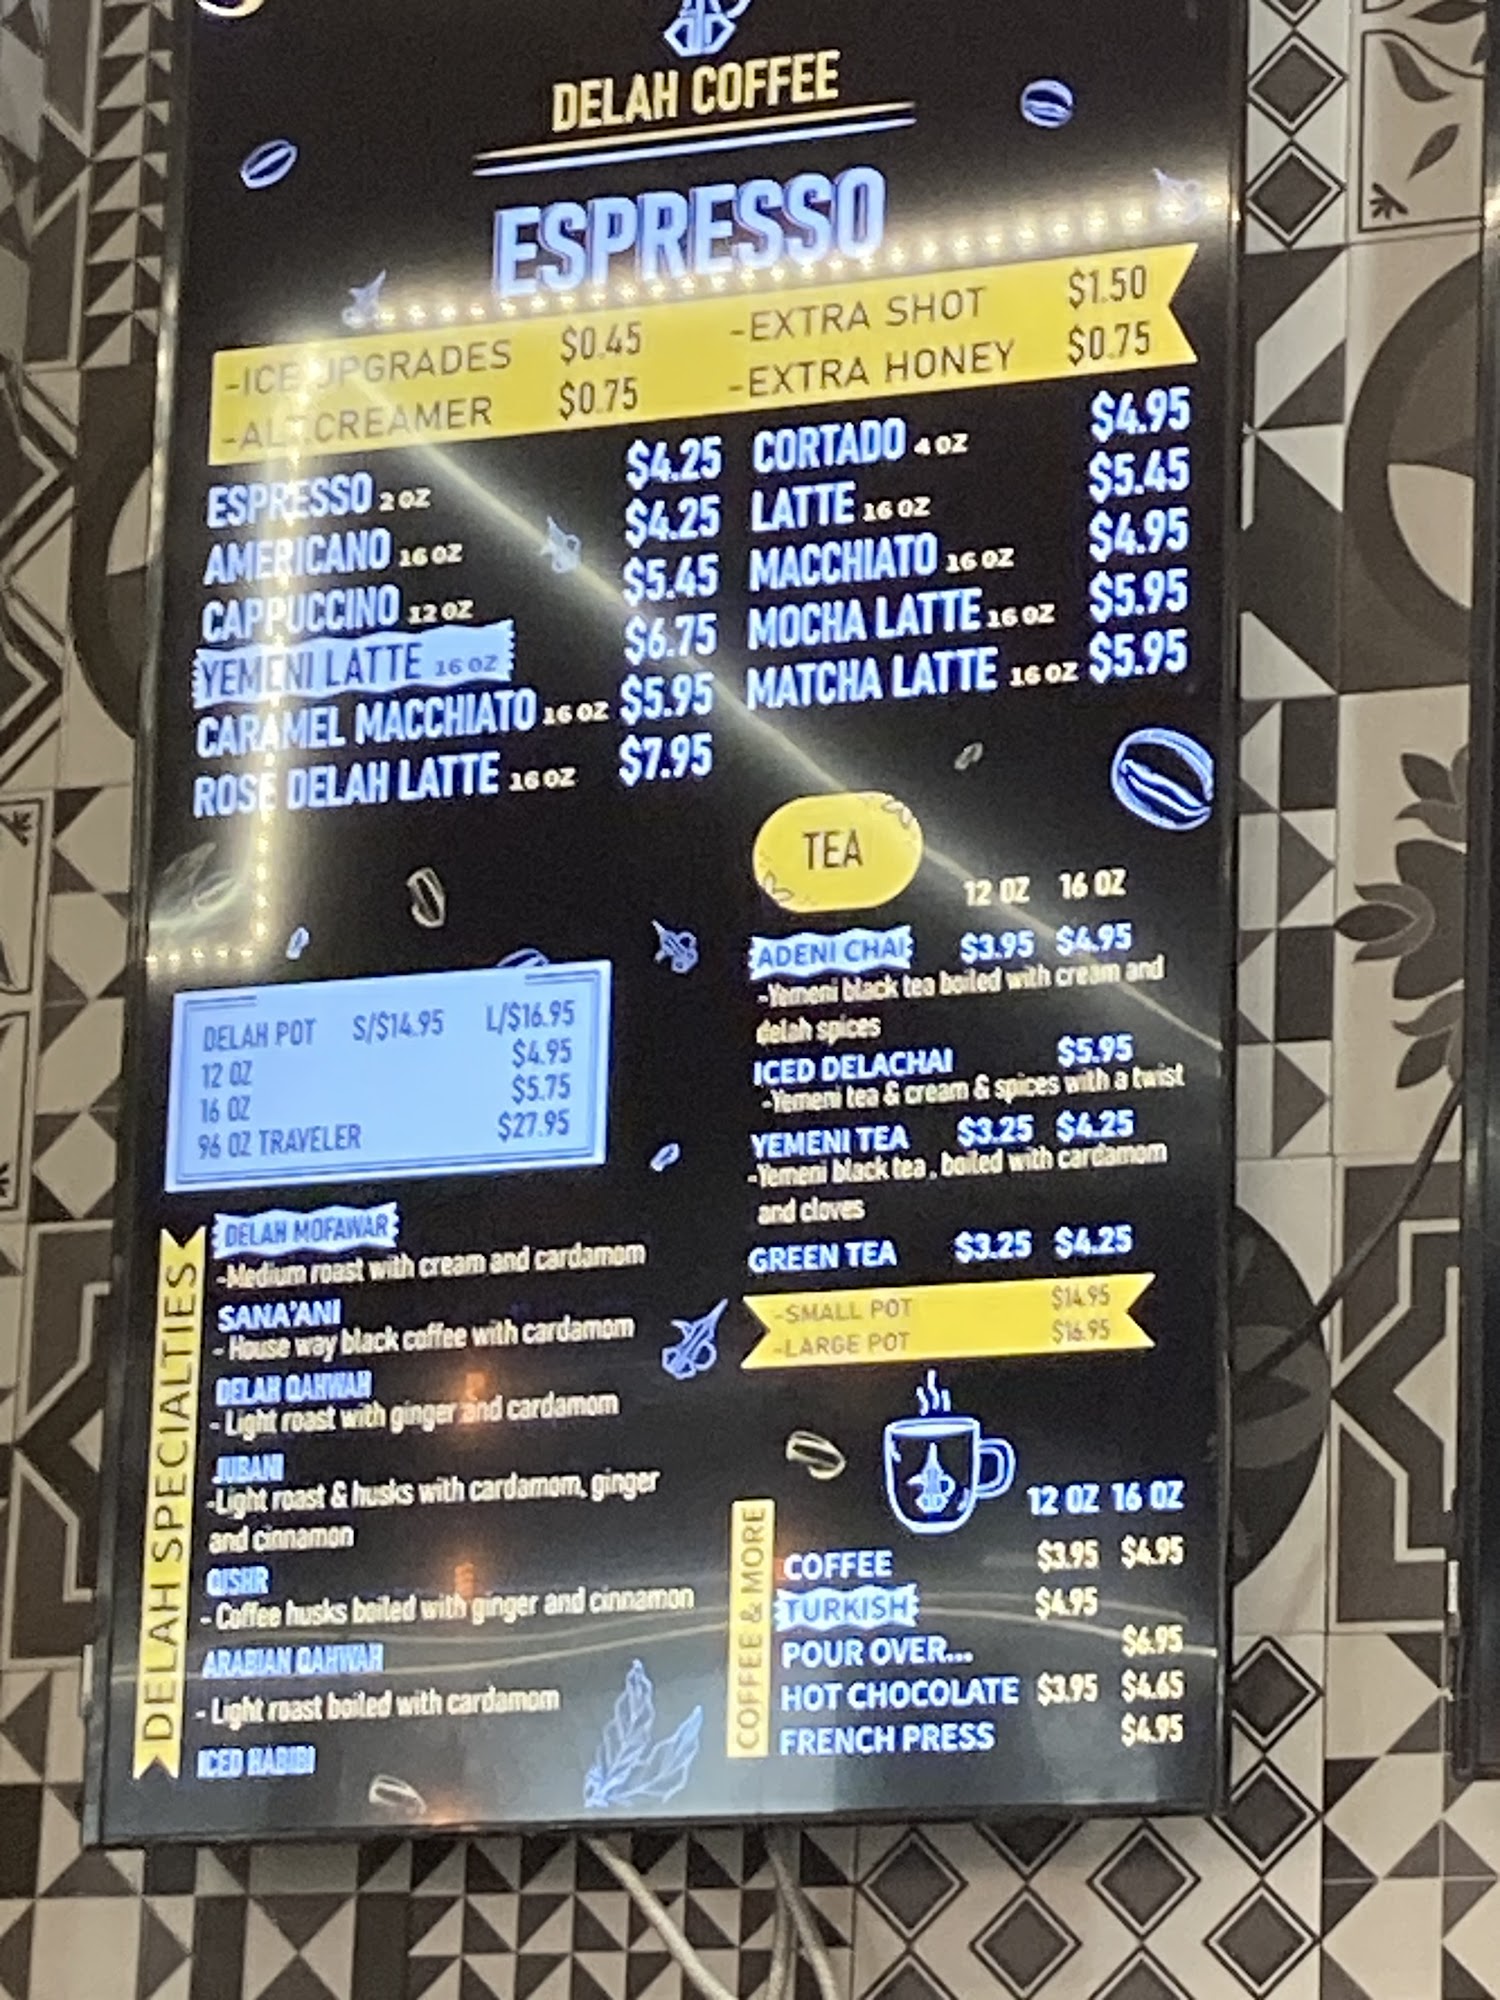 DELAH COFFEE
ESPRESSO
-ICE UPGRADES $0.45 -EXTRA SHOT $1.50
-ALT.CREAMER $0.75 -EXTRA HONEY $0.75
ESPRESSO 2 OZ $4.25
AMERICANO 16 OZ $4.25
CAPPUCCINO 12 OZ $5.45
YEMENI LATTE 16 OZ $6.75
CARAMEL MACCHIATO 16 OZ $5.95
ROSE DELAH LATTE 16 OZ $7.95
CORTADO 4 OZ $4.95
LATTE 16 OZ $5.45
MACCHIATO 16 OZ $4.95
MOCHA LATTE 16 OZ $5.95
MATCHA LATTE 16 OZ $5.95
DELAH POT S/$14.95 L/$16.95
12 OZ $4.95
16 OZ $5.75
96 OZ TRAVELER $27.95
DELAH SPECIALTIES
DELAH MOFAWAR
-Medium roast with cream and cardamom
SANA'ANI
- House way black coffee with cardamom
DELAH QAHWAH
- Light roast with ginger and cardamom
JUBANI
-Light roast & husks with cardamom, ginger
and cinnamon
QISHR
- Coffee husks boiled with ginger and cinnamon
ARABIAN QAHWAH
- Light roast boiled with cardamom
ICED HABIBI
TEA
12 OZ 16 OZ
ADENI CHAI $3.95 $4.95
-Yemeni black tea boiled with cream and
delah spices
ICED DELACHAI $5.95
-Yemeni tea & cream & spices with a twist
YEMENI TEA $3.25 $4.25
-Yemeni black tea , boiled with cardamom
and cloves
GREEN TEA $3.25 $4.25
-SMALL POT $14.95
-LARGE POT $16.95
COFFEE & MORE
12 OZ 16 OZ
COFFEE $3.95 $4.95
TURKISH $4.95
POUR OVER... $6.95
HOT CHOCOLATE $3.95 $4.65
FRENCH PRESS $4.95